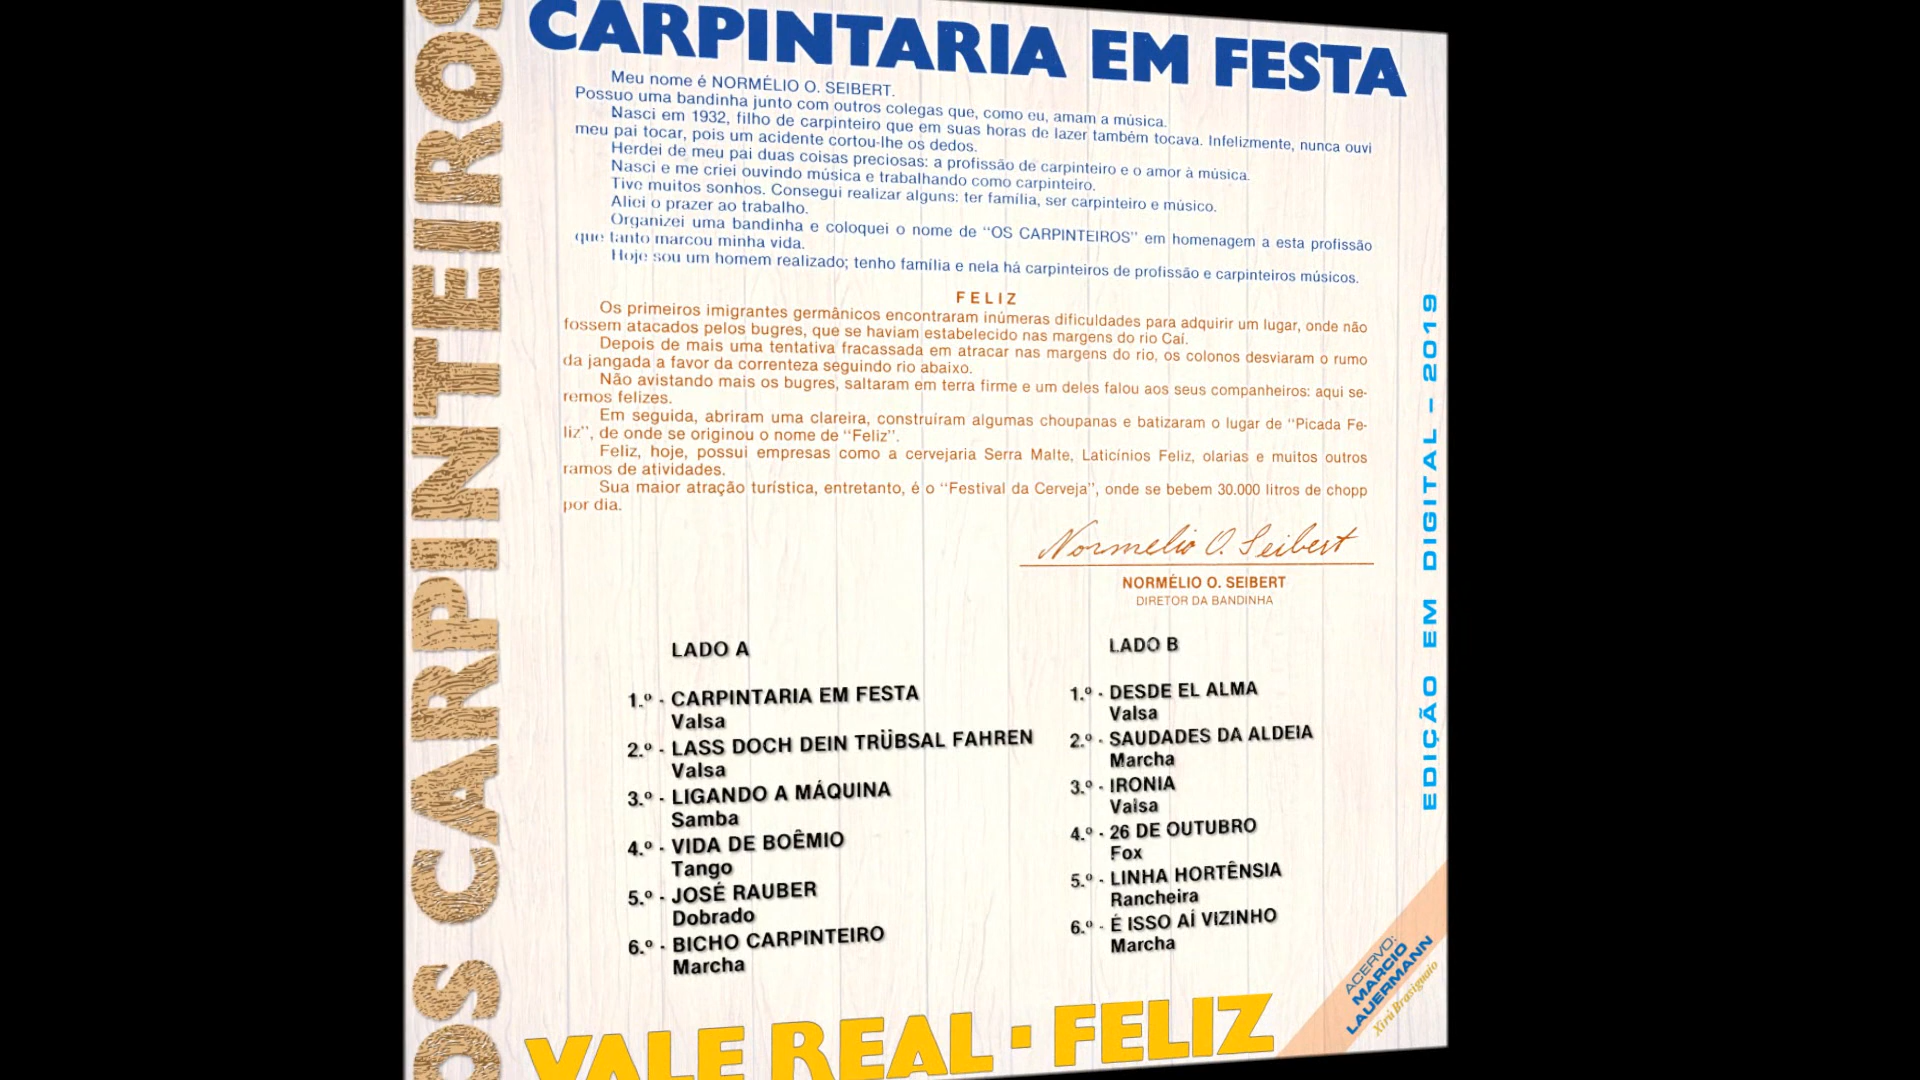 OS CARPINTEIROS
CARPINTARIA EM FESTA
Meu nome é NORMÉLIO O. SEIBERT.
Possuo uma bandinha junto com outros colegas que, como eu, amam a música.
Nasci em 1932, filho de carpinteiro que em suas horas de lazer também tocava. Infelizmente, nunca ouvi
meu pai tocar, pois um acidente cortou-lhe os dedos.
Herdei de meu pai duas coisas preciosas: a profissão de carpinteiro e o amor à música.
Nasci e me criei ouvindo música e trabalhando como carpinteiro.
Tive muitos sonhos. Consegui realizar alguns: ter família, ser carpinteiro e músico.
Aliei o prazer ao trabalho.
Organizei uma bandinha e coloquei o nome de "OS CARPINTEIROS" em homenagem a esta profissão
que tanto marcou minha vida.
Hoje sou um homem realizado; tenho família e nela há carpinteiros de profissão e carpinteiros músicos.
FELIZ
Os primeiros imigrantes germânicos encontraram inúmeras dificuldades para adquirir um lugar, onde não
fossem atacados pelos bugres, que se haviam estabelecido nas margens do rio Caí.
Depois de mais uma tentativa fracassada em atracar nas margens do rio, os colonos desviaram o rumo
da jangada a favor da correnteza seguindo rio abaixo.
Não avistando mais os bugres, saltaram em terra firme e um deles falou aos seus companheiros: aqui se-
remos felizes.
Em seguida, abriram uma clareira, construíram algumas choupanas e batizaram o lugar de "Picada Fe-
liz", de onde se originou o nome de "Feliz".
Feliz, hoje, possui empresas como a cervejaria Serra Malte, Laticínios Feliz, olarias e muitos outros
ramos de atividades.
Sua maior atração turística, entretanto, é o "Festival da Cerveja", onde se bebem 30.000 litros de chopp
por dia.
Normelio O. Seibert
NORMÉLIO O. SEIBERT
DIRETOR DA BANDINHA
LADO A
1.º - CARPINTARIA EM FESTA
Valsa
2.º - LASS DOCH DEIN TRÜBSAL FAHREN
Valsa
3.º - LIGANDO A MÁQUINA
Samba
4.º - VIDA DE BOÊMIO
Tango
5.º - JOSÉ RAUBER
Dobrado
6.º - BICHO CARPINTEIRO
Marcha
LADO B
1.º - DESDE EL ALMA
Valsa
2.º - SAUDADES DA ALDEIA
Marcha
3.º - IRONIA
Valsa
4.º - 26 DE OUTUBRO
Fox
5.º - LINHA HORTÊNSIA
Rancheira
6.º - É ISSO AÍ VIZINHO
Marcha
EDIÇÃO EM DIGITAL - 2019
ACERVO:
MARCIO
LAUERMANN
Xirú Brasiguaio
VALE REAL · FELIZ